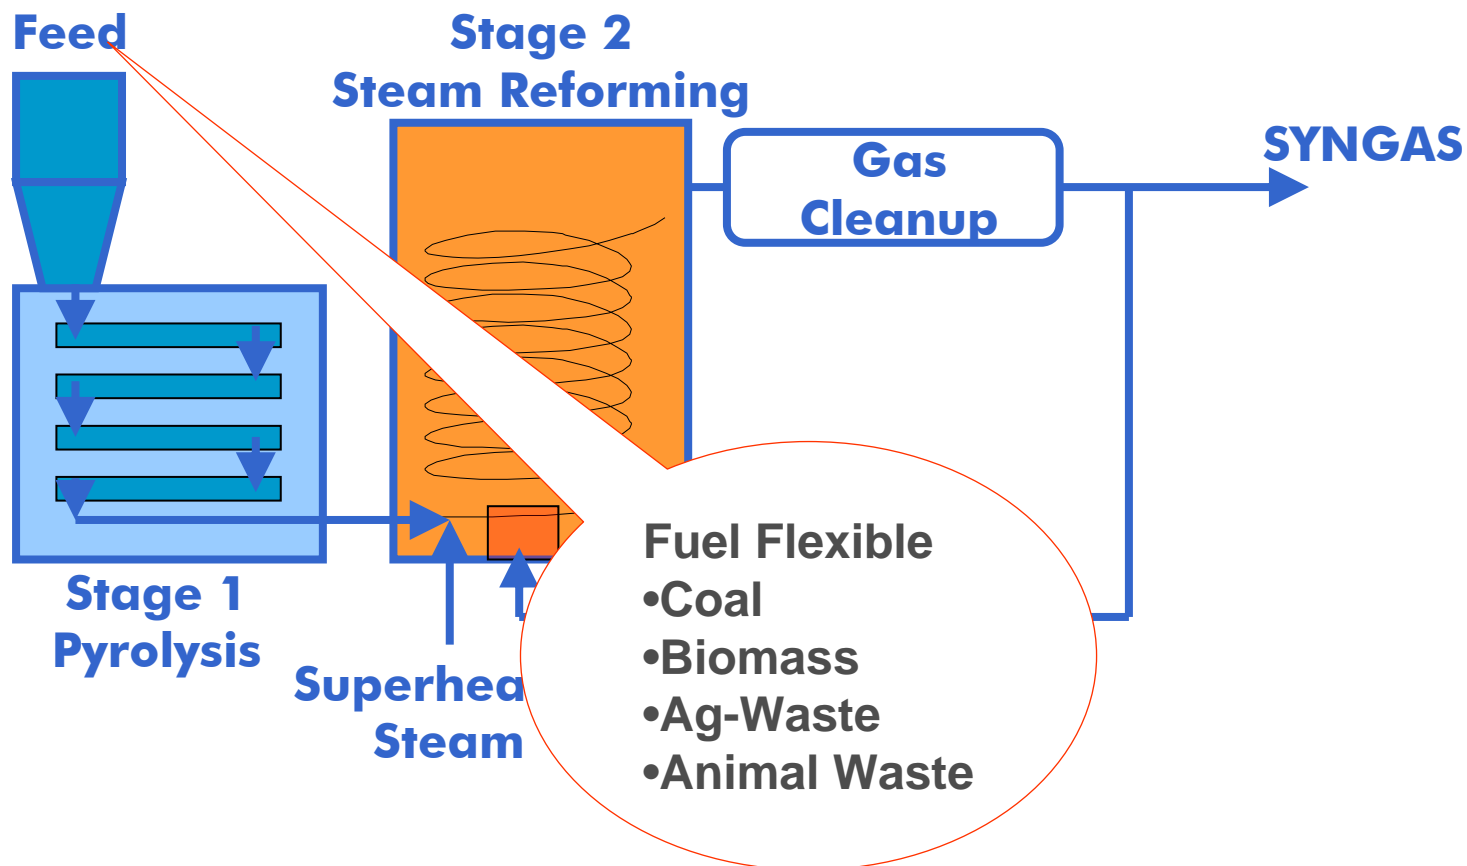 Feed
Stage 2
Steam Reforming
Gas
Cleanup
SYNGAS
Stage 1
Pyrolysis
Steam
Fuel Flexible
•Coal
•Biomass
•Ag-Waste
•Animal Waste